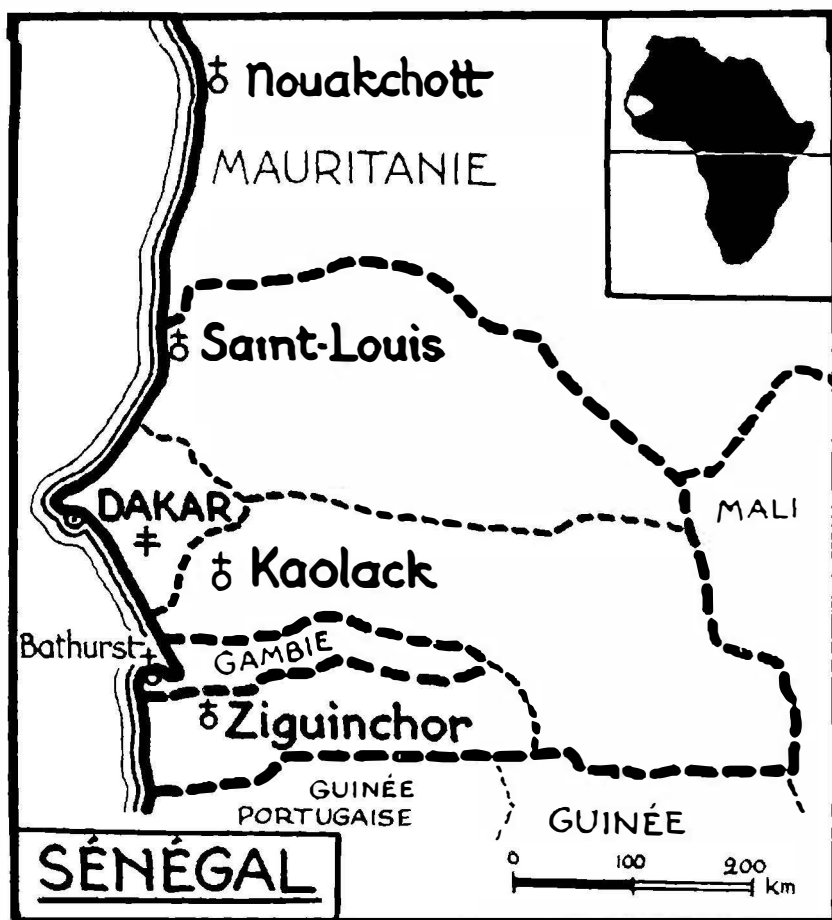 Nouakchott
MAURITANIE
Saint-Louis
MALI
DAKAR
Kaolack
Bathurst
GAMBIE
Ziguinchor
GUINÉE
PORTUGAISE
GUINÉE
SÉNÉGAL
0 100 200
km